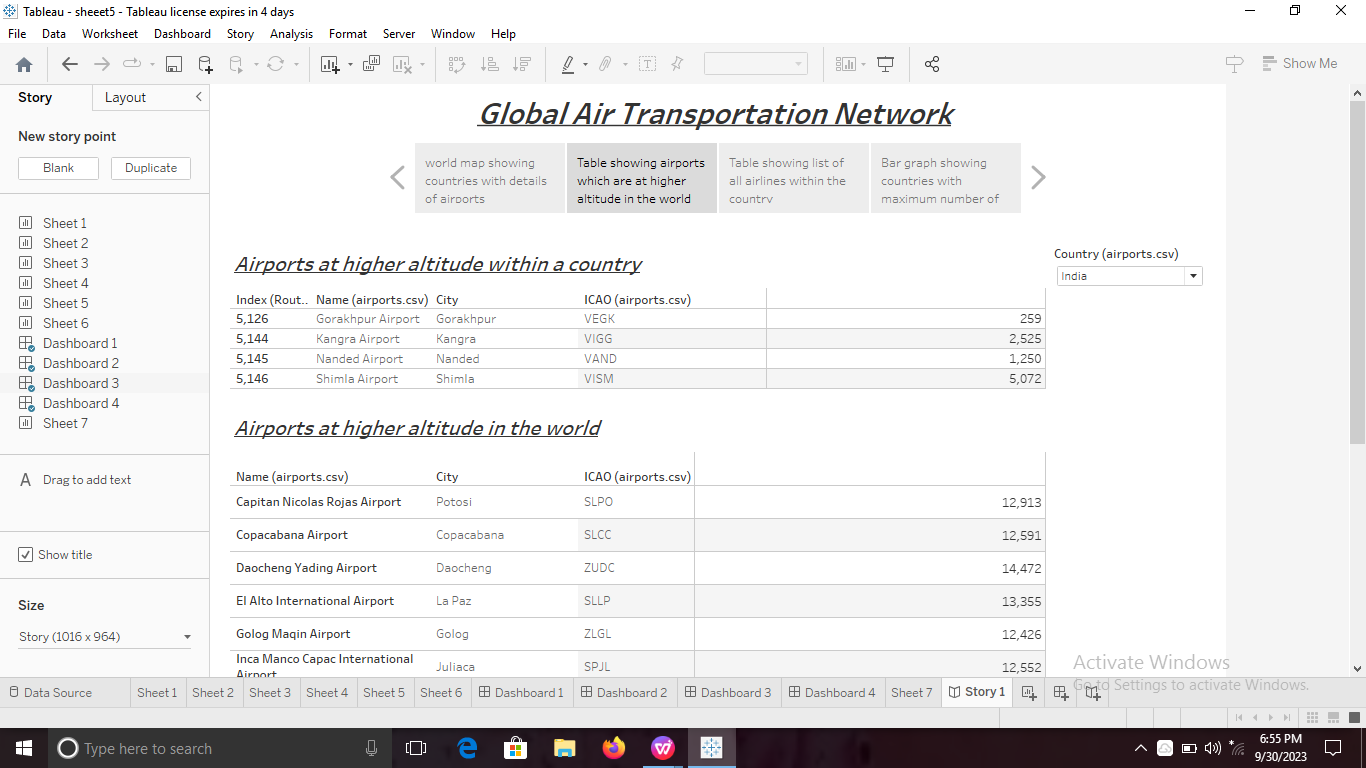 Tableau - sheeet5 - Tableau license expires in 4 days
File Data Worksheet Dashboard Story Analysis Format Server Window Help
Show Me
Story Layout
New story point
Blank Duplicate
Sheet 1
Sheet 2
Sheet 3
Sheet 4
Sheet 5
Sheet 6
Dashboard 1
Dashboard 2
Dashboard 3
Dashboard 4
Sheet 7
A Drag to add text
Show title
Size
Story (1016 x 964)
Global Air Transportation Network
world map showing
countries with details
of airports
Table showing airports
which are at higher
altitude in the world
Table showing list of
all airlines within the
country
Bar graph showing
countries with
maximum number of
Airports at higher altitude within a country
Country (airports.csv)
India
Index (Rout.. Name (airports.csv) City ICAO (airports.csv)
5,126 Gorakhpur Airport Gorakhpur VEGK 259
5,144 Kangra Airport Kangra VIGG 2,525
5,145 Nanded Airport Nanded VAND 1,250
5,146 Shimla Airport Shimla VISM 5,072
Airports at higher altitude in the world
Name (airports.csv) City ICAO (airports.csv)
Capitan Nicolas Rojas Airport Potosi SLPO 12,913
Copacabana Airport Copacabana SLCC 12,591
Daocheng Yading Airport Daocheng ZUDC 14,472
El Alto International Airport La Paz SLLP 13,355
Golog Maqin Airport Golog ZLGL 12,426
Inca Manco Capac International
Airport Juliaca SPJL 12,552
Activate Windows
Go to Settings to activate Windows.
Data Source Sheet 1 Sheet 2 Sheet 3 Sheet 4 Sheet 5 Sheet 6 Dashboard 1 Dashboard 2 Dashboard 3 Dashboard 4 Sheet 7 Story 1
Type here to search
6:55 PM
9/30/2023